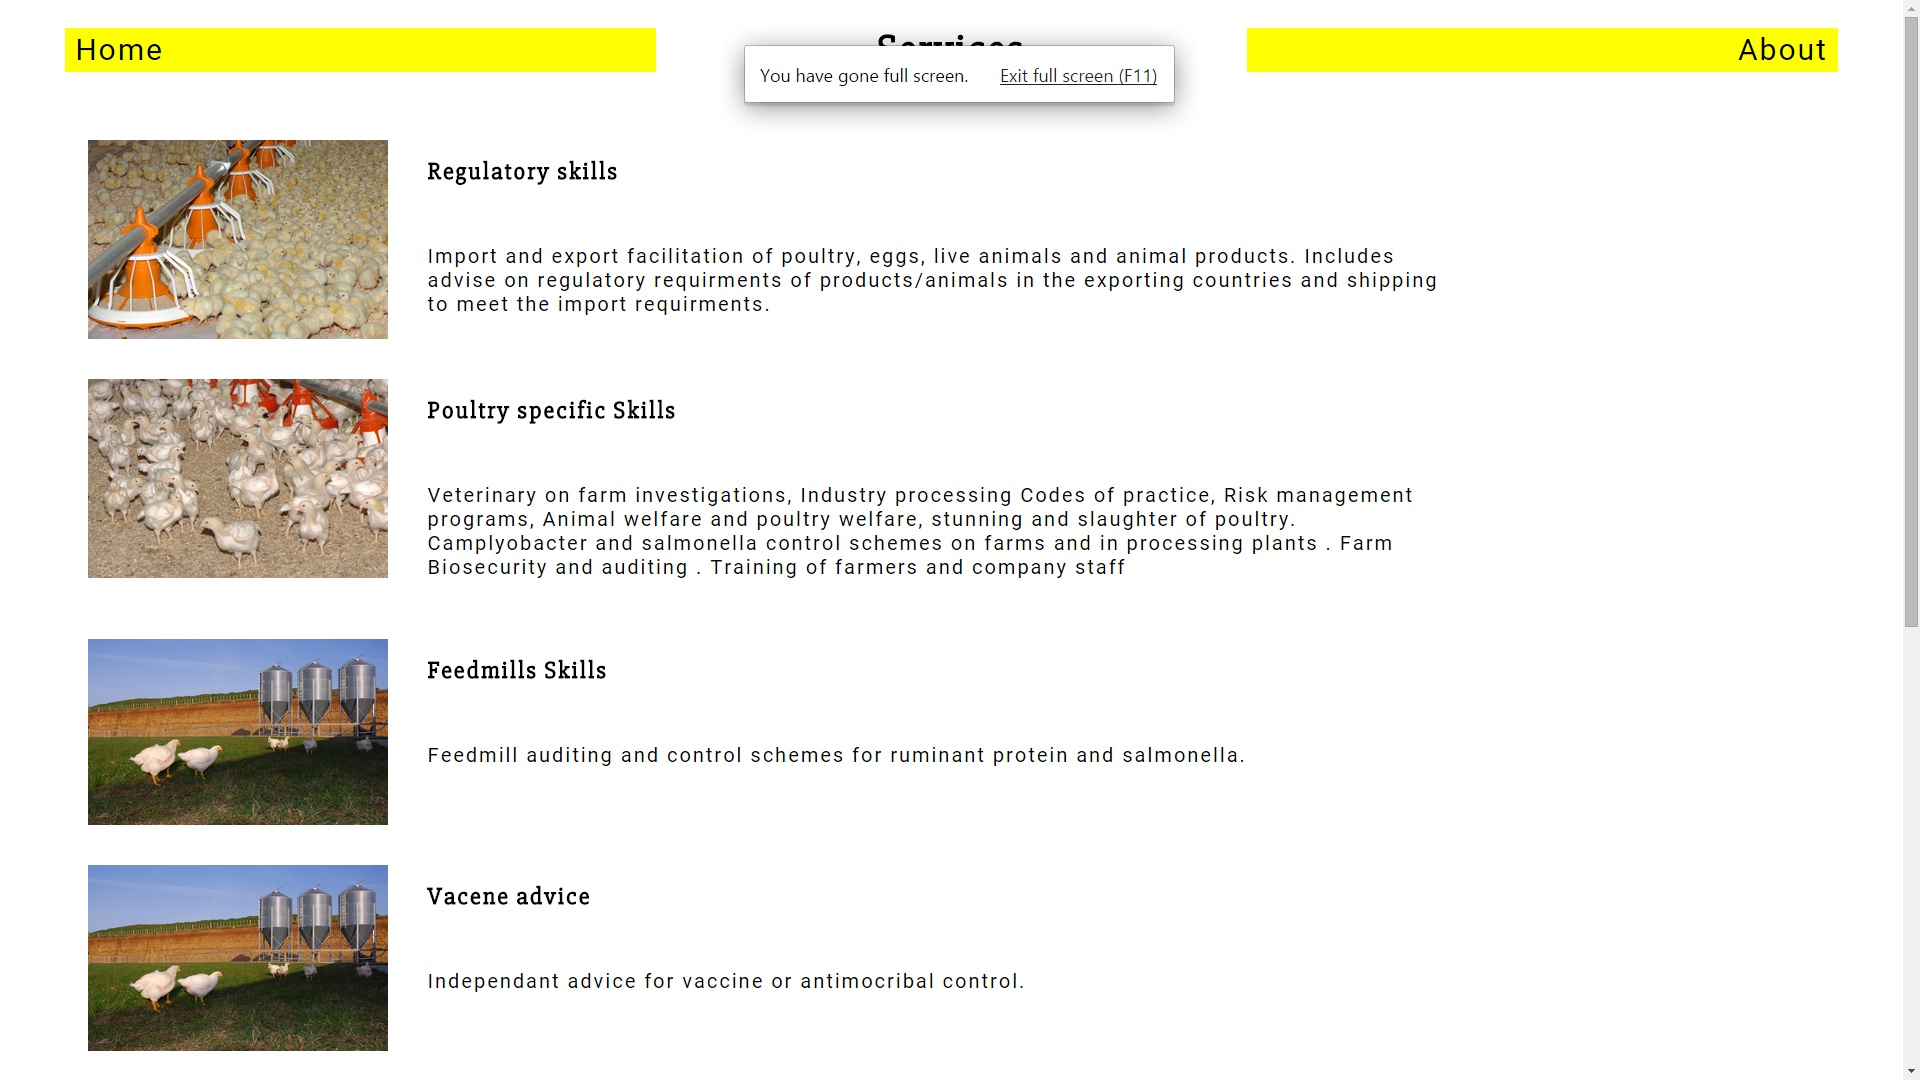 Home
Services
About
You have gone full screen. Exit full screen (F11)
Regulatory skills
Import and export facilitation of poultry, eggs, live animals and animal products. Includes
advise on regulatory requirments of products/animals in the exporting countries and shipping
to meet the import requirments.
Poultry specific Skills
Veterinary on farm investigations, Industry processing Codes of practice, Risk management
programs, Animal welfare and poultry welfare, stunning and slaughter of poultry.
Camplyobacter and salmonella control schemes on farms and in processing plants . Farm
Biosecurity and auditing . Training of farmers and company staff
Feedmills Skills
Feedmill auditing and control schemes for ruminant protein and salmonella.
Vacene advice
Independant advice for vaccine or antimocribal control.